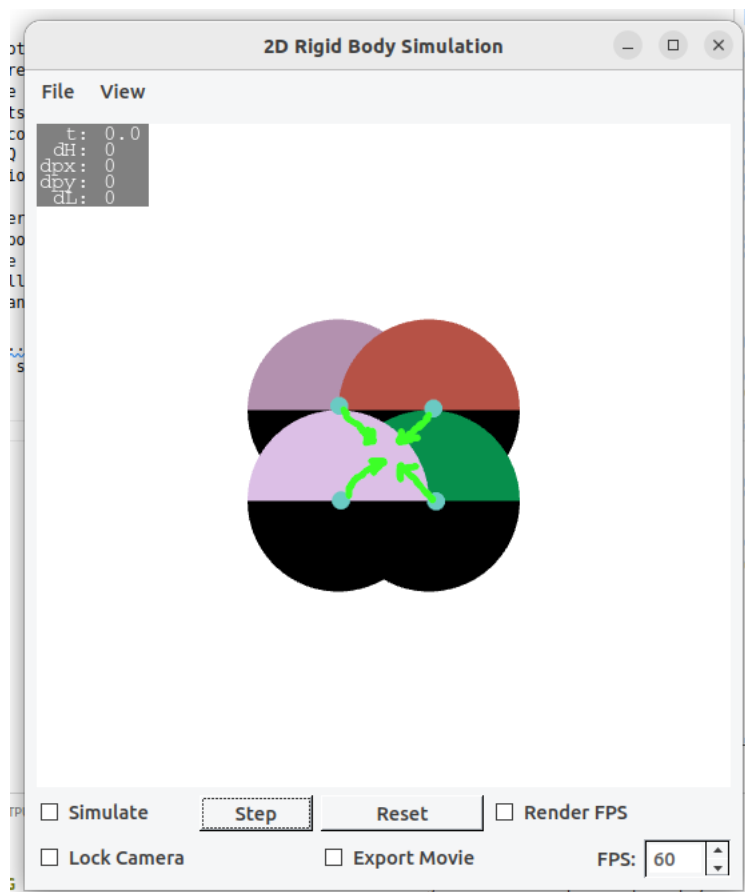 2D Rigid Body Simulation
File View
t: 0.0
dH: 0
dpx: 0
dpy: 0
dL: 0
Simulate Step Reset Render FPS
Lock Camera Export Movie FPS: 60